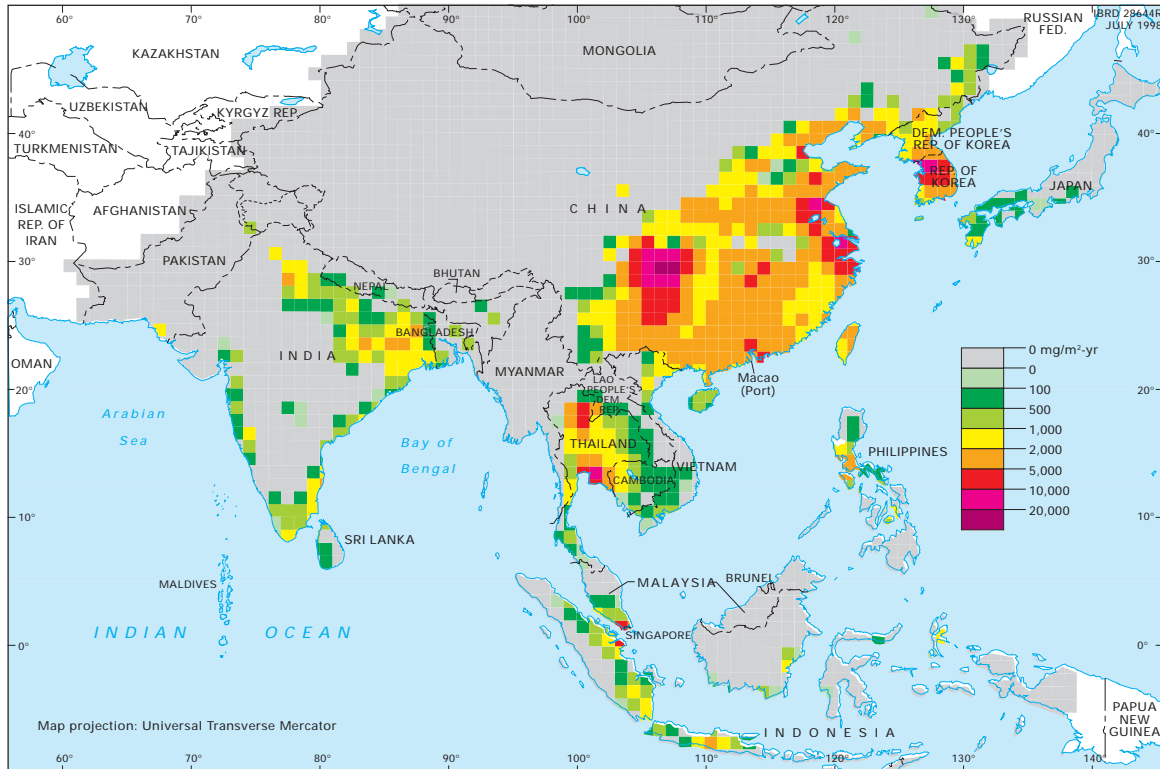 60°
70°
80°
90°
100°
110°
120°
130°
IBRD 28644R
JULY 1998
RUSSIAN
FED.
KAZAKHSTAN
MONGOLIA
UZBEKISTAN
KYRGYZ REP.
40°
TURKMENISTAN
TAJIKISTAN
DEM. PEOPLE'S
REP. OF KOREA
40°
REP. OF
KOREA
JAPAN
ISLAMIC
REP. OF
IRAN
AFGHANISTAN
CHINA
30°
PAKISTAN
BHUTAN
NEPAL
30°
BANGLADESH
INDIA
OMAN
MYANMAR
LAO
PEOPLE'S
DEM.
REP.
Macao
(Port)
20°
20°
Arabian
Sea
Bay of
Bengal
THAILAND
VIETNAM
CAMBODIA
PHILIPPINES
0 mg/m²-yr
0
100
500
1,000
2,000
5,000
10,000
20,000
10°
10°
SRI LANKA
MALDIVES
MALAYSIA
BRUNEI
INDIAN OCEAN
SINGAPORE
0°
0°
Map projection: Universal Transverse Mercator
INDONESIA
PAPUA
NEW
GUINEA
60°
70°
80°
90°
100°
110°
120°
130°
140°